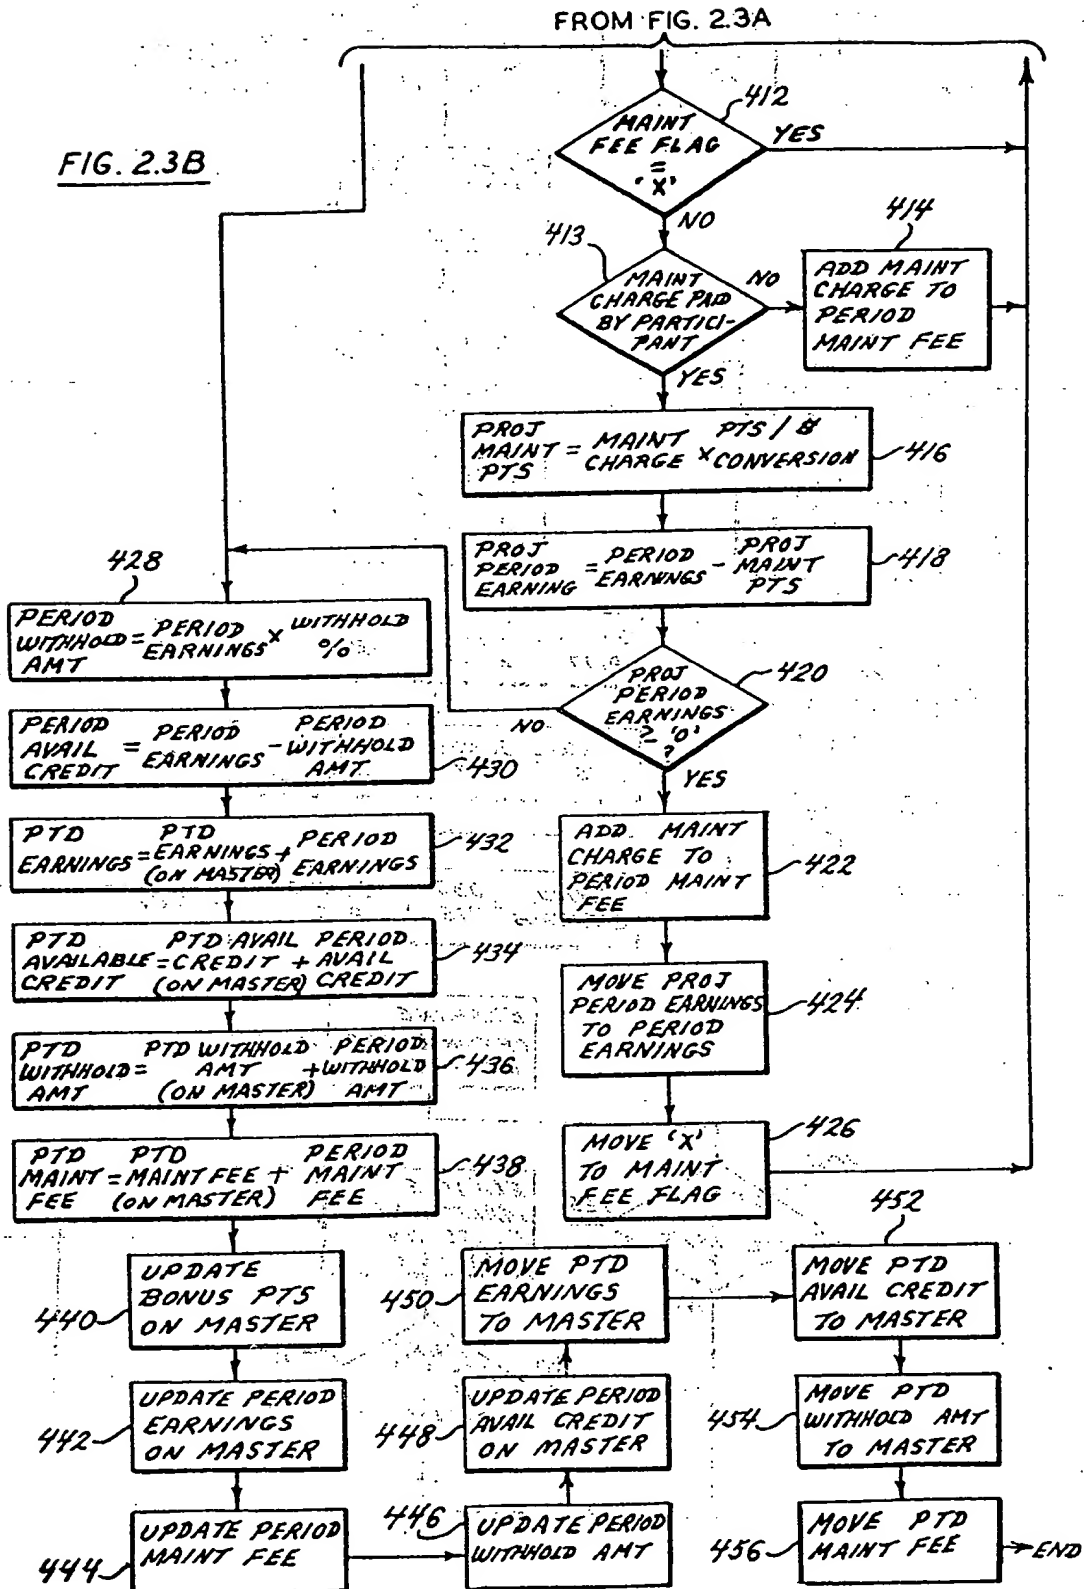 FROM FIG. 2.3A
FIG. 2.3B
412
MAINT
FEE FLAG
=
'X'
YES
NO
413
MAINT
CHARGE PAID
BY PARTICI-
PANT
NO
YES
414
ADD MAINT
CHARGE TO
PERIOD
MAINT FEE
PROJ
MAINT = MAINT PTS / $
PTS CHARGE X CONVERSION
416
PROJ PROJ
PERIOD = PERIOD - MAINT
EARNING EARNINGS PTS
418
PROJ
PERIOD
EARNINGS
'0'
?
420
NO
YES
ADD MAINT
CHARGE TO
PERIOD MAINT
FEE
422
MOVE PROJ
PERIOD EARNINGS
TO PERIOD
EARNINGS
424
MOVE 'X'
TO MAINT
FEE FLAG
426
428
PERIOD
WITHHOLD = PERIOD X WITHHOLD
AMT EARNINGS %
PERIOD PERIOD
AVAIL = PERIOD - WITHHOLD
CREDIT EARNINGS AMT
430
PTD PTD PERIOD
EARNINGS = EARNINGS + EARNINGS
(ON MASTER)
432
PTD PTD AVAIL PERIOD
AVAILABLE = CREDIT + AVAIL
CREDIT (ON MASTER) CREDIT
434
PTD PTD WITHHOLD PERIOD
WITHHOLD = AMT + WITHHOLD
AMT (ON MASTER) AMT
436
PTD PTD PERIOD
MAINT = MAINT FEE + MAINT
FEE (ON MASTER) FEE
438
UPDATE
BONUS PTS
ON MASTER
440
UPDATE PERIOD
EARNINGS
ON MASTER
442
UPDATE PERIOD
MAINT FEE
444
446
UPDATE PERIOD
WITHHOLD AMT
UPDATE PERIOD
AVAIL CREDIT
ON MASTER
448
MOVE PTD
EARNINGS
TO MASTER
450
452
MOVE PTD
AVAIL CREDIT
TO MASTER
MOVE PTD
WITHHOLD AMT
TO MASTER
454
MOVE PTD
MAINT FEE
456
END